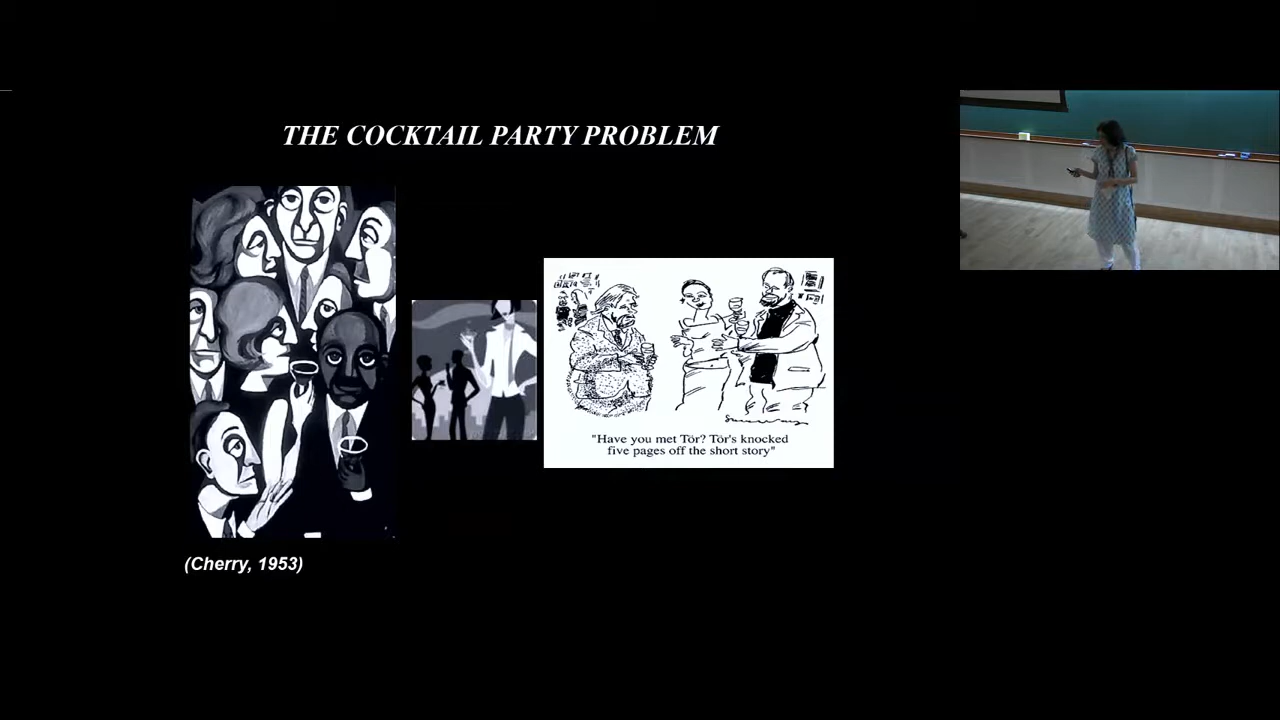 THE COCKTAIL PARTY PROBLEM
"Have you met Tör? Tör's knocked
five pages off the short story"
(Cherry, 1953)